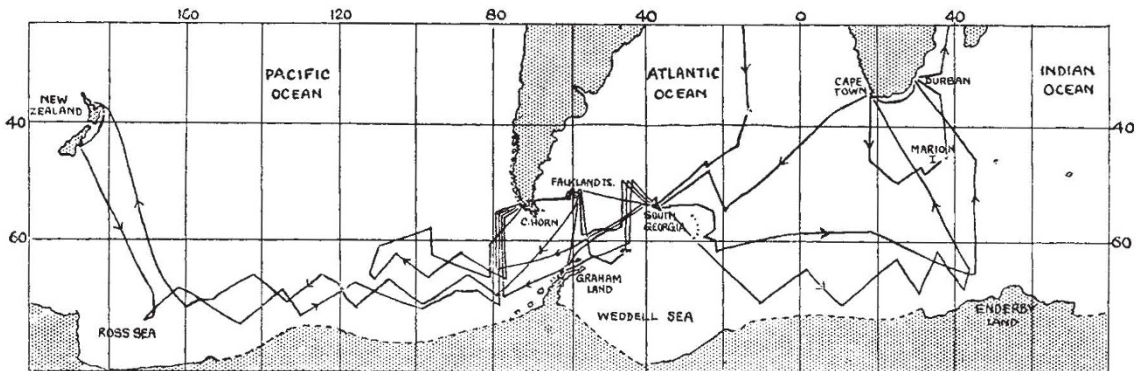 160 120 80 40 0 40
PACIFIC
OCEAN
ATLANTIC
OCEAN
INDIAN
OCEAN
NEW
ZEALAND
CAPE
TOWN
DURBAN
40
40
MARION
I.
FALKLAND IS.
C. HORN
SOUTH
GEORGIA
60
60
GRAHAM
LAND
ROSS SEA
WEDDELL SEA
ENDERBY
LAND